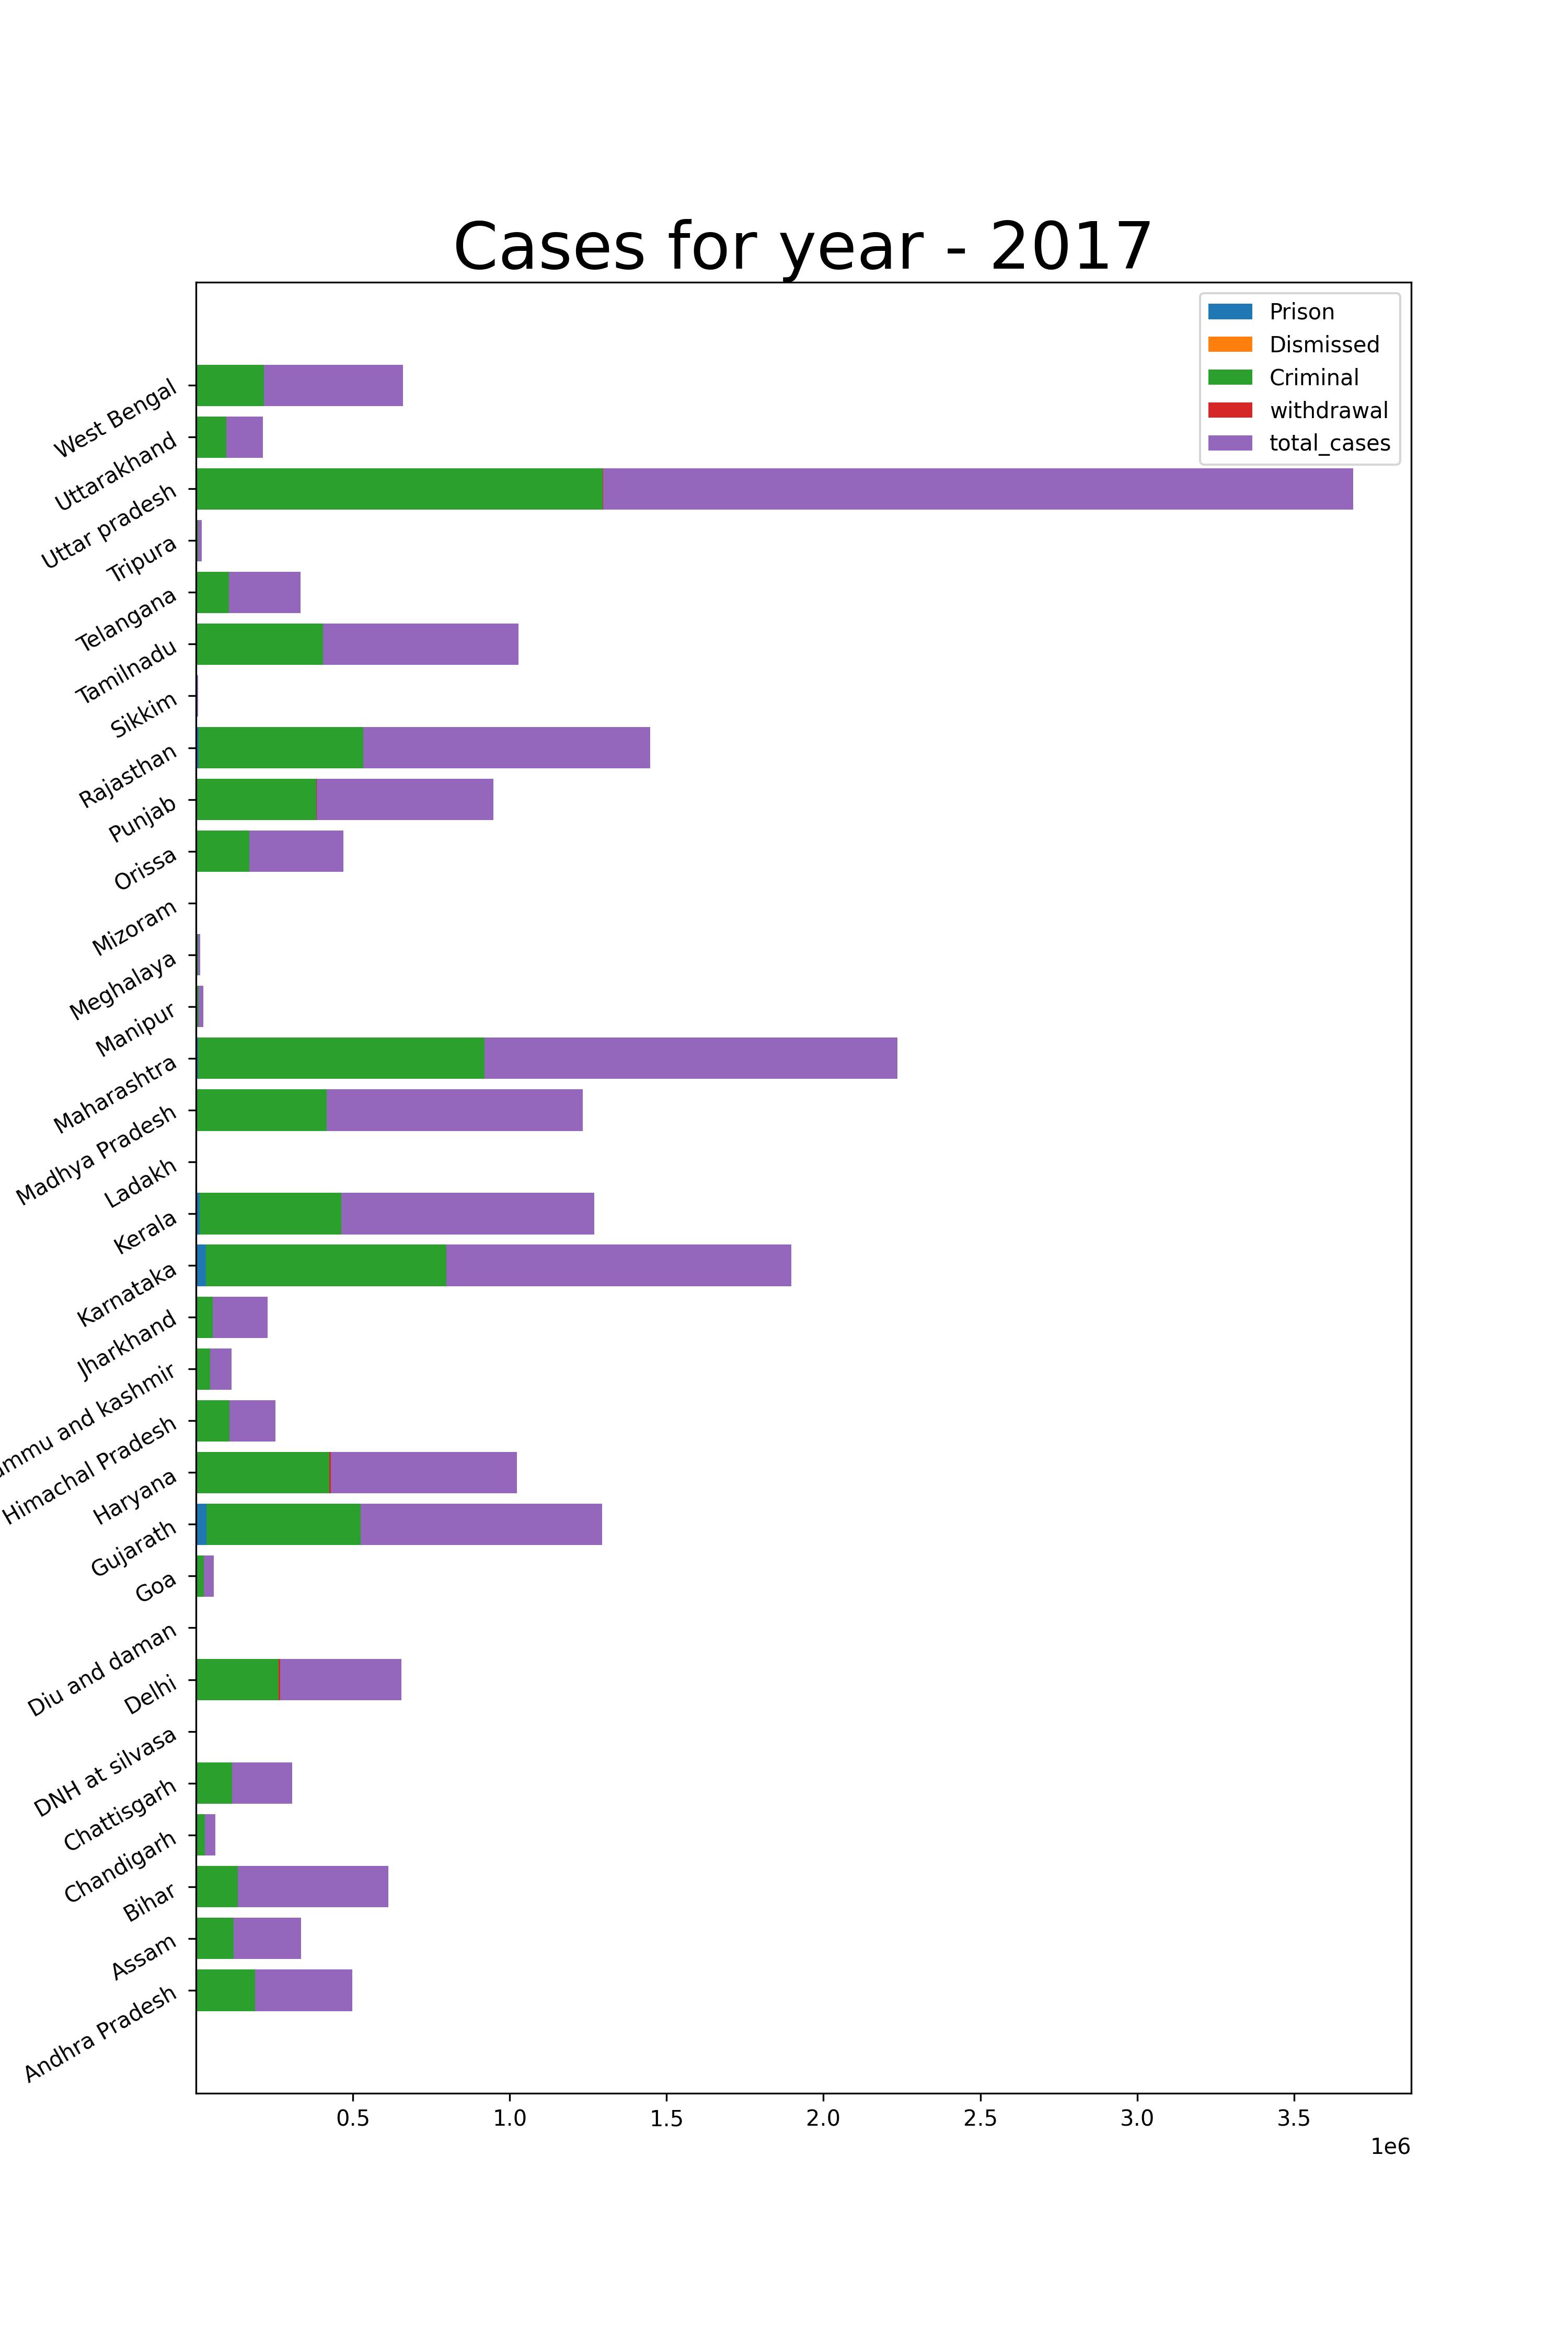 Cases for year - 2017
Prison
Dismissed
Criminal
withdrawal
total_cases
West Bengal
Uttarakhand
Uttar pradesh
Tripura
Telangana
Tamilnadu
Sikkim
Rajasthan
Punjab
Orissa
Mizoram
Meghalaya
Manipur
Maharashtra
Madhya Pradesh
Ladakh
Kerala
Karnataka
Jharkhand
and kashmir
Himachal Pradesh
Haryana
Gujarath
Goa
Diu and daman
Delhi
DNH at silvasa
Chattisgarh
Chandigarh
Bihar
Assam
Andhra Pradesh
0.5 1.0 1.5 2.0 2.5 3.0 3.5
1e6